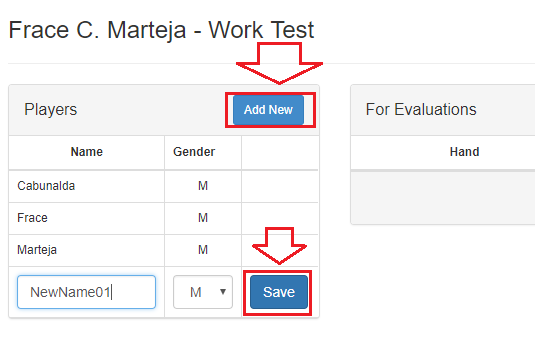 Frace C. Marteja - Work Test
Players
Add New
Name Gender
Cabunalda M
Frace M
Marteja M
NewName01 M
Save
For Evaluations
Hand